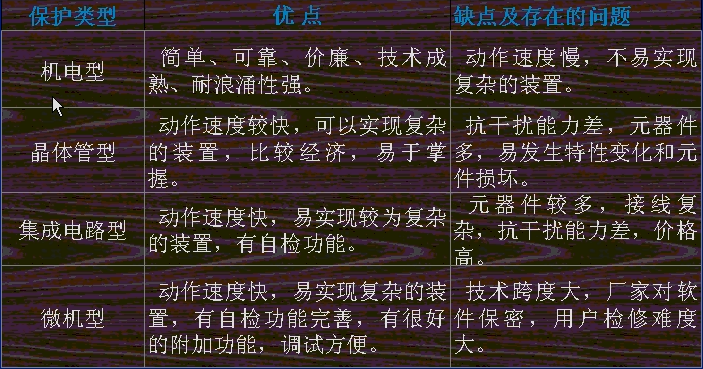 保护类型 优点 缺点及存在的问题
机电型
简单、可靠、价廉、技术成
熟、耐浪涌性强。
动作速度慢，不易实现
复杂的装置。
晶体管型
动作速度较快，可以实现复杂
的装置，比较经济，易于掌
握。
抗干扰能力差，元器件
多，易发生特性变化和元
件损坏。
集成电路型
动作速度快，易实现较为复杂
的装置，有自检功能。
元器件较多，接线复
杂，抗干扰能力差，价格
高。
微机型
动作速度快，易实现复杂的装
置，有自检功能完善，有很好
的附加功能，调试方便。
技术跨度大，厂家对软
件保密，用户检修难度
大。